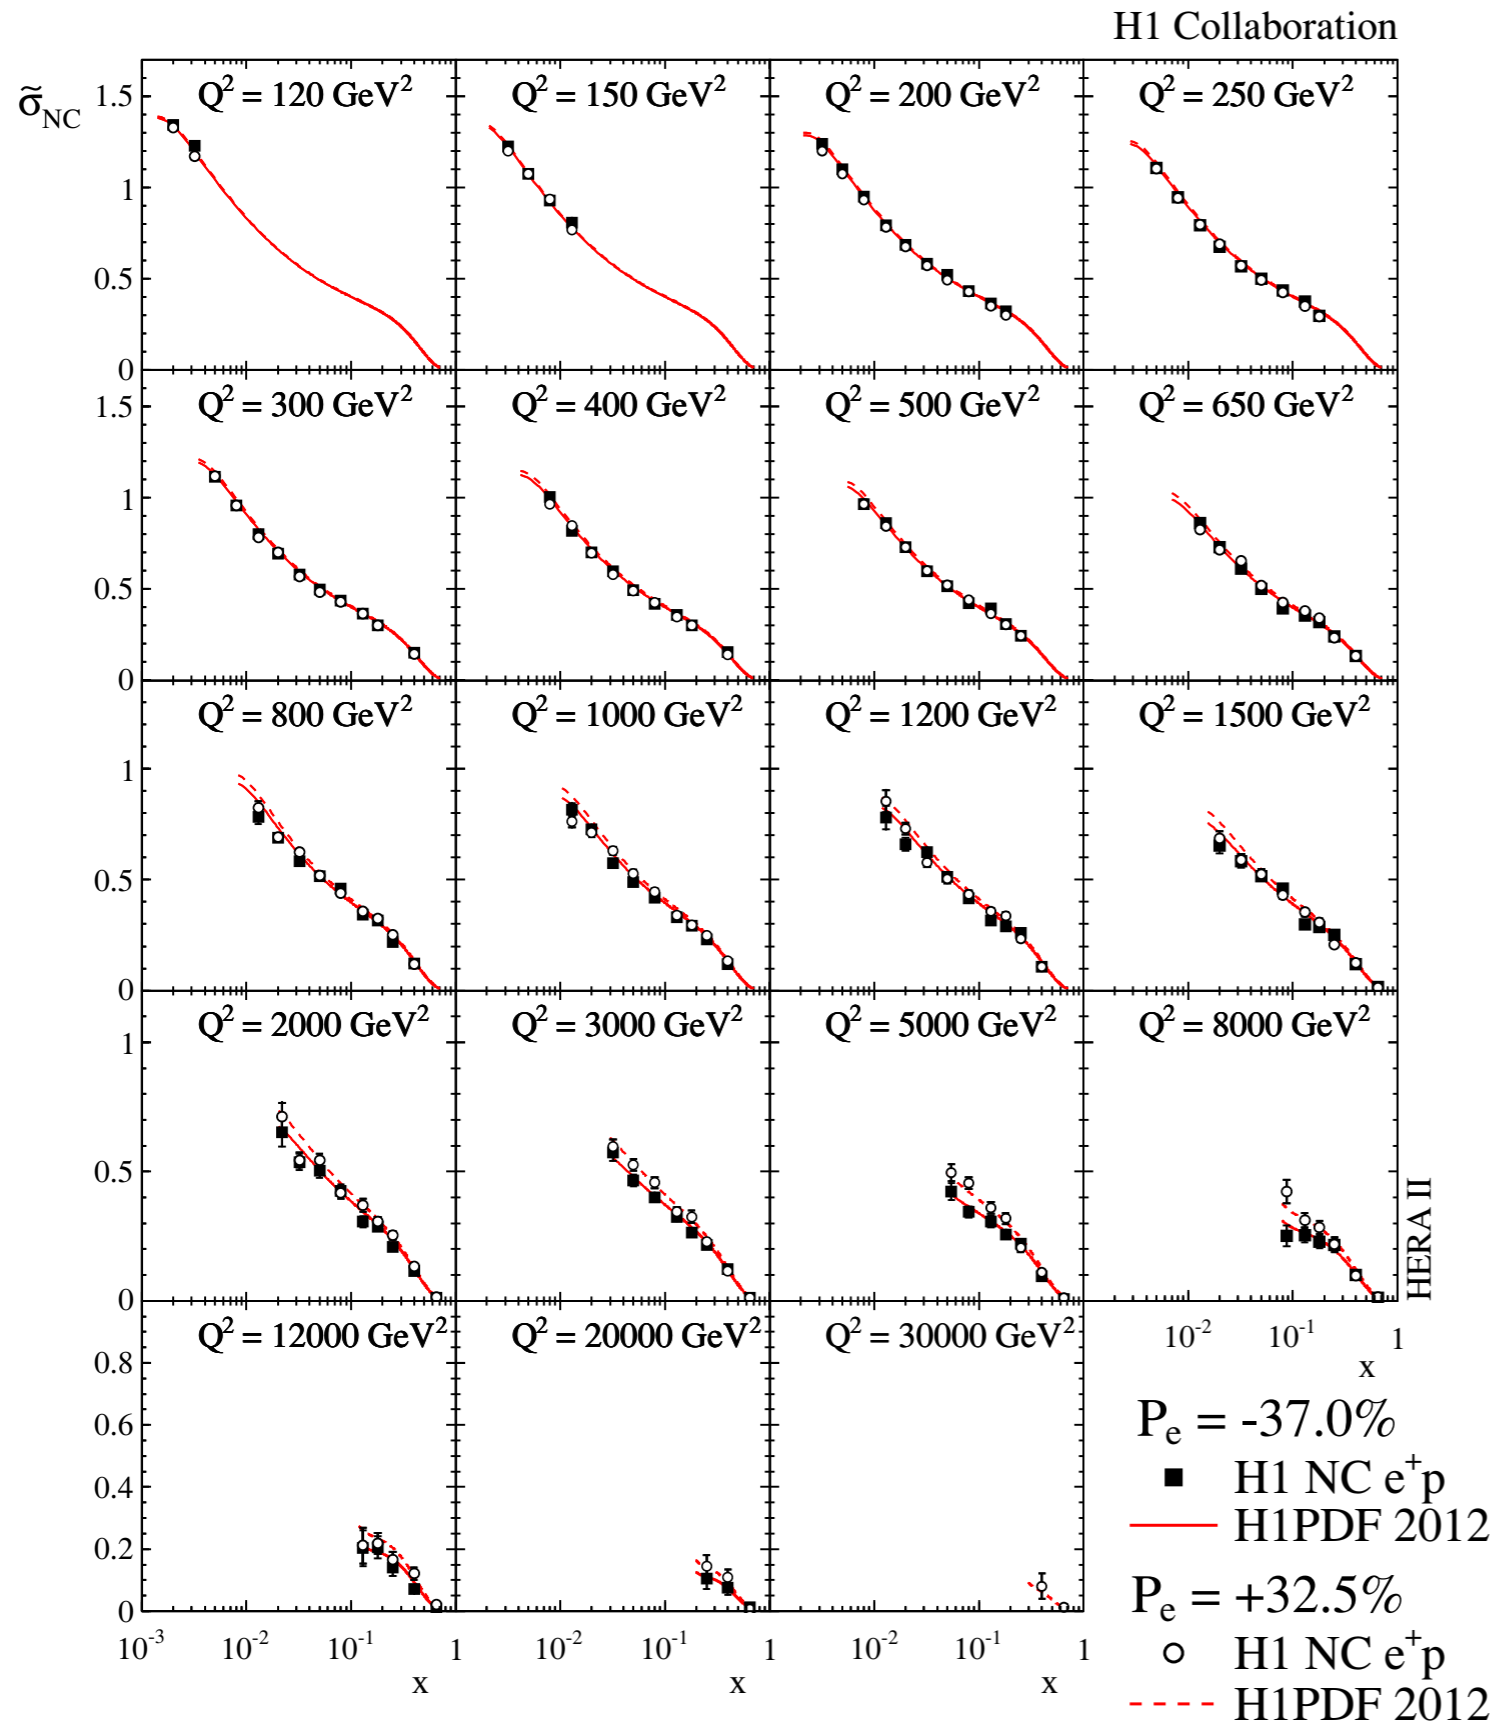 H1 Collaboration
σ̃NC
Q² = 120 GeV²
Q² = 150 GeV²
Q² = 200 GeV²
Q² = 250 GeV²
1.5
1
0.5
0
Q² = 300 GeV²
Q² = 400 GeV²
Q² = 500 GeV²
Q² = 650 GeV²
1.5
1
0.5
0
Q² = 800 GeV²
Q² = 1000 GeV²
Q² = 1200 GeV²
Q² = 1500 GeV²
1
0.5
0
Q² = 2000 GeV²
Q² = 3000 GeV²
Q² = 5000 GeV²
Q² = 8000 GeV²
1
0.5
0
HERA II
10⁻² 10⁻¹ 1
x
Q² = 12000 GeV²
Q² = 20000 GeV²
Q² = 30000 GeV²
0.8
0.6
0.4
0.2
0
10⁻³ 10⁻² 10⁻¹ 1 10⁻² 10⁻¹ 1 10⁻² 10⁻¹ 1
x x x
Pₑ = -37.0%
H1 NC e⁺p
H1PDF 2012
Pₑ = +32.5%
H1 NC e⁺p
H1PDF 2012